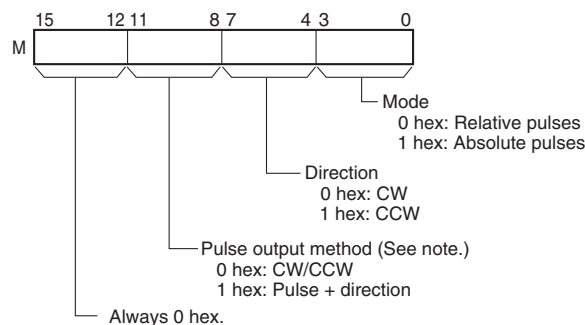 15 12 11 8 7 4 3 0
M
Mode
0 hex: Relative pulses
1 hex: Absolute pulses
Direction
0 hex: CW
1 hex: CCW
Pulse output method (See note.)
0 hex: CW/CCW
1 hex: Pulse + direction
Always 0 hex.